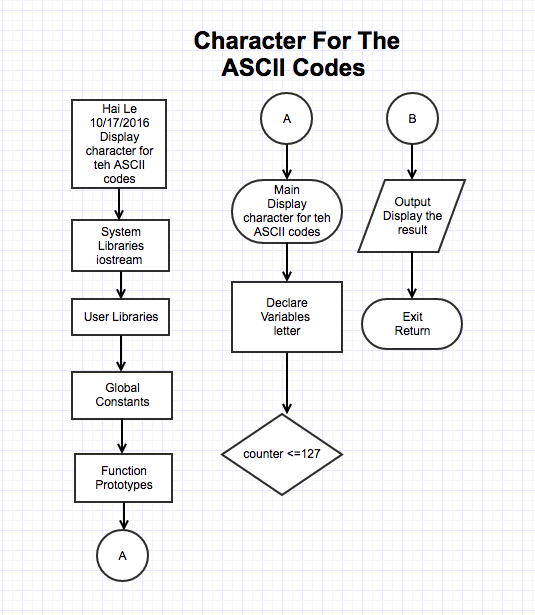 Character For The
ASCII Codes
Hai Le
10/17/2016
Display
character for
teh ASCII
codes
System
Libraries
iostream
User Libraries
Global
Constants
Function
Prototypes
A
A
Main
Display
character for teh
ASCII codes
Declare
Variables
letter
counter <=127
B
Output
Display the
result
Exit
Return